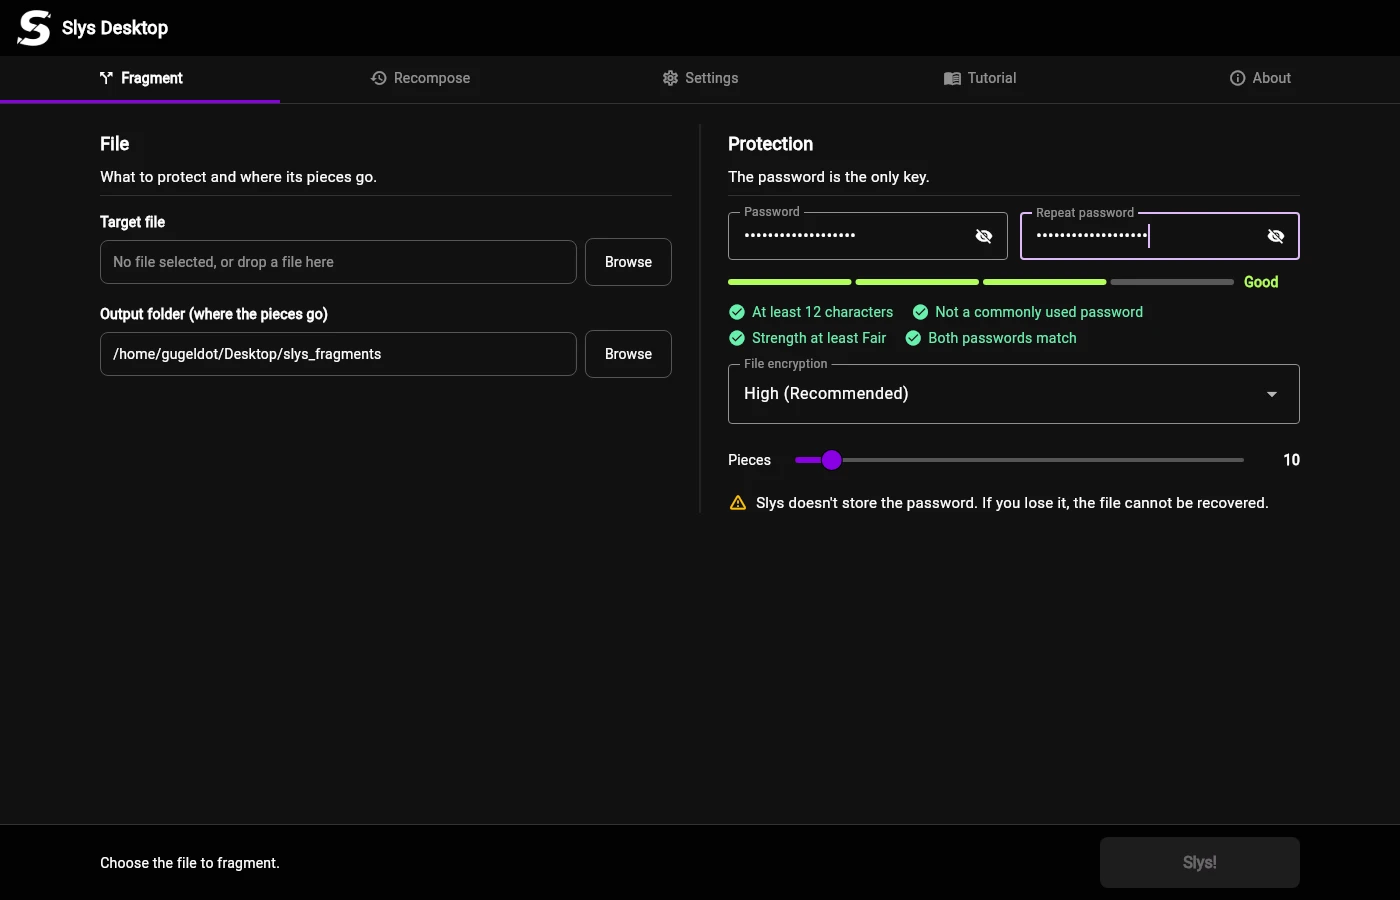 Slys Desktop
Fragment
Recompose
Settings
Tutorial
About
File
What to protect and where its pieces go.
Target file
No file selected, or drop a file here
Browse
Output folder (where the pieces go)
/home/gugeldot/Desktop/slys_fragments
Browse
Protection
The password is the only key.
Password
•••••••••••••••••••
Repeat password
•••••••••••••••••••
Good
At least 12 characters
Not a commonly used password
Strength at least Fair
Both passwords match
File encryption
High (Recommended)
Pieces
10
Slys doesn't store the password. If you lose it, the file cannot be recovered.
Choose the file to fragment.
Slys!